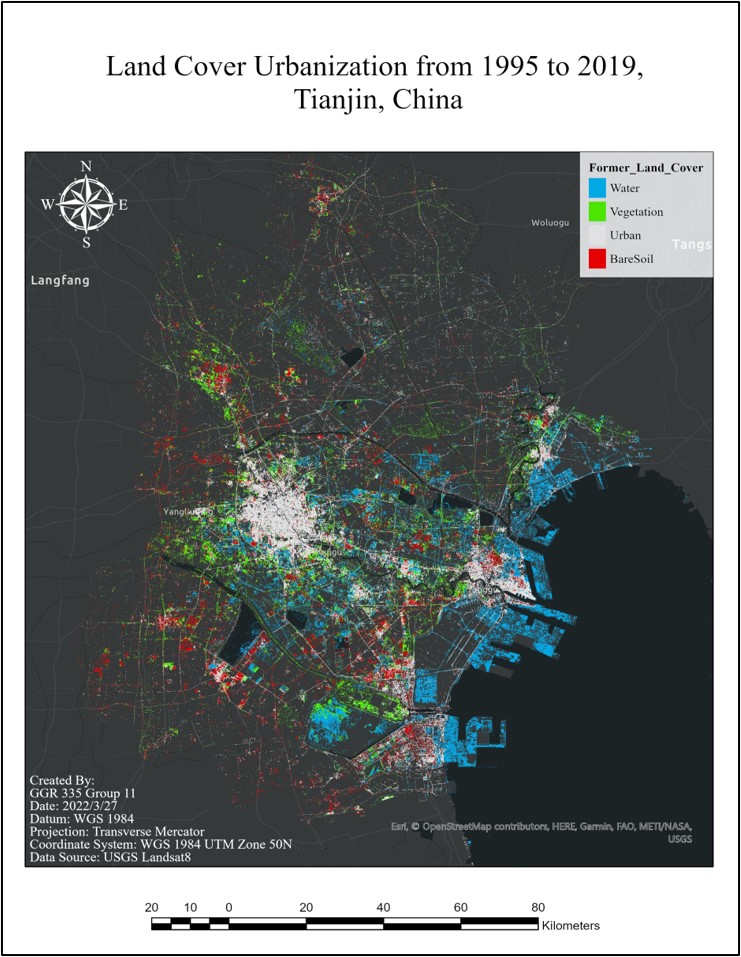 Land Cover Urbanization from 1995 to 2019,
Tianjin, China
N
W E
S
Former_Land_Cover
Water
Vegetation
Urban
BareSoil
Woluogu
Tangs
Langfang
Created By:
GGR 335 Group 11
Date: 2022/3/27
Datum: WGS 1984
Projection: Transverse Mercator
Coordinate System: WGS 1984 UTM Zone 50N
Data Source: USGS Landsat8
Esri, © OpenStreetMap contributors, HERE, Garmin, FAO, METI/NASA,
USGS
20 10 0 20 40 60 80
Kilometers